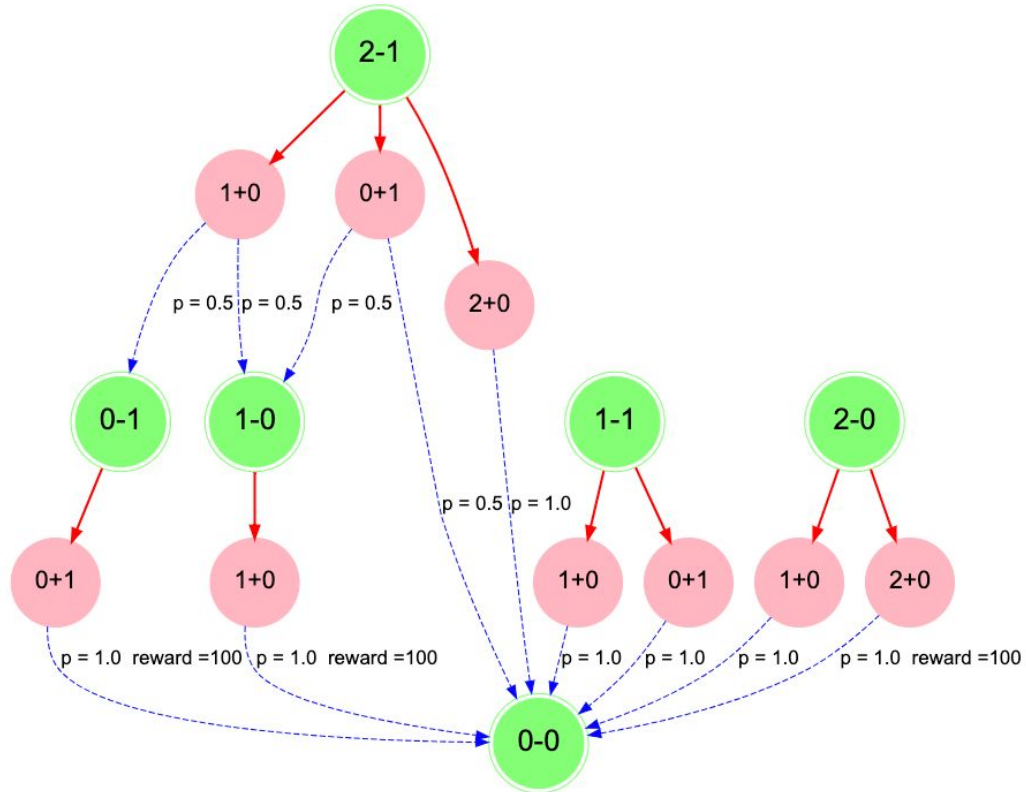 2-1
1+0
0+1
2+0
p = 0.5
p = 0.5
p = 0.5
0-1
1-0
1-1
2-0
p = 0.5
p = 1.0
0+1
1+0
1+0
0+1
1+0
2+0
p = 1.0 reward =100
p = 1.0 reward =100
p = 1.0
p = 1.0
p = 1.0
p = 1.0 reward =100
0-0